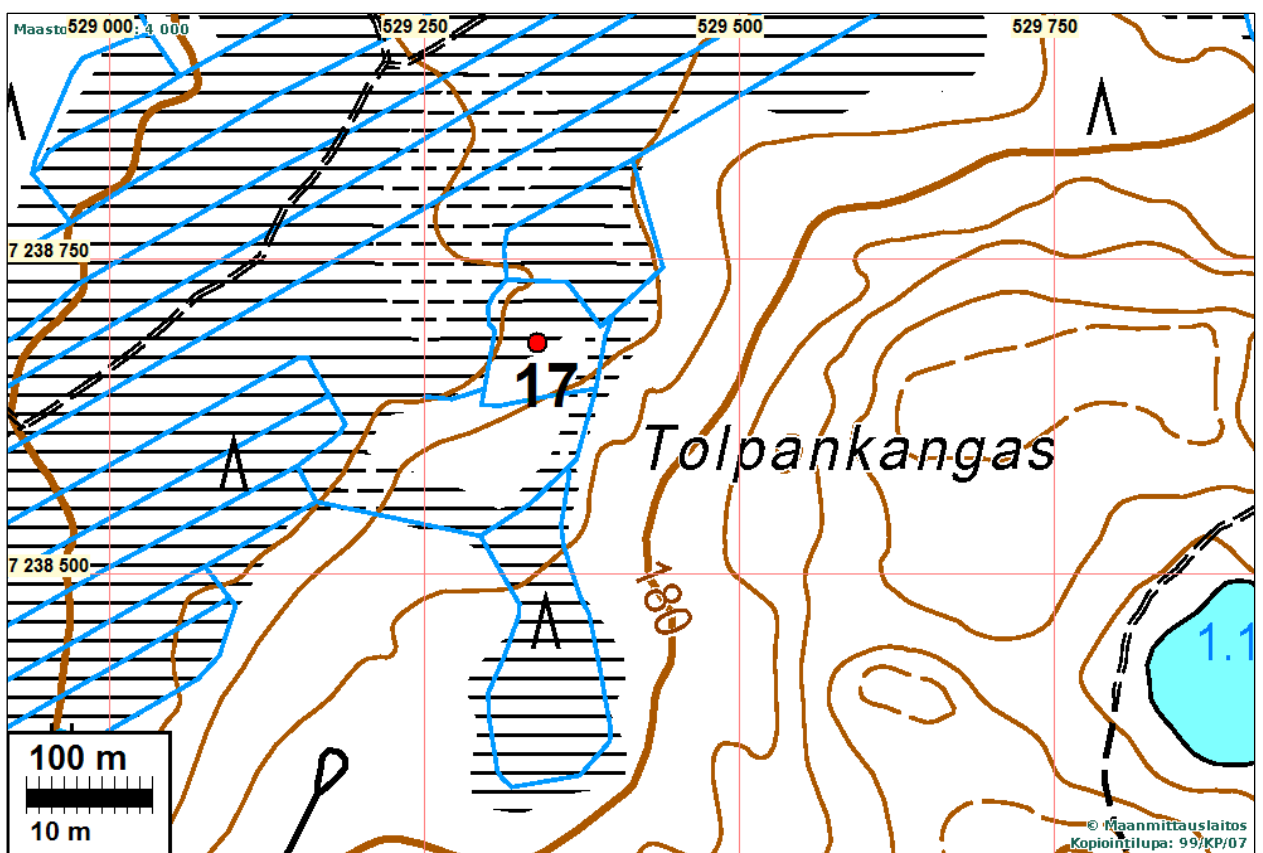 529 000
529 250
529 500
529 750
Maasto : 4 000
7 238 750
17
Tolpankangas
7 238 500
180
1.1
100 m
10 m
© Maanmittauslaitos
Kopiointilupa: 99/KP/07